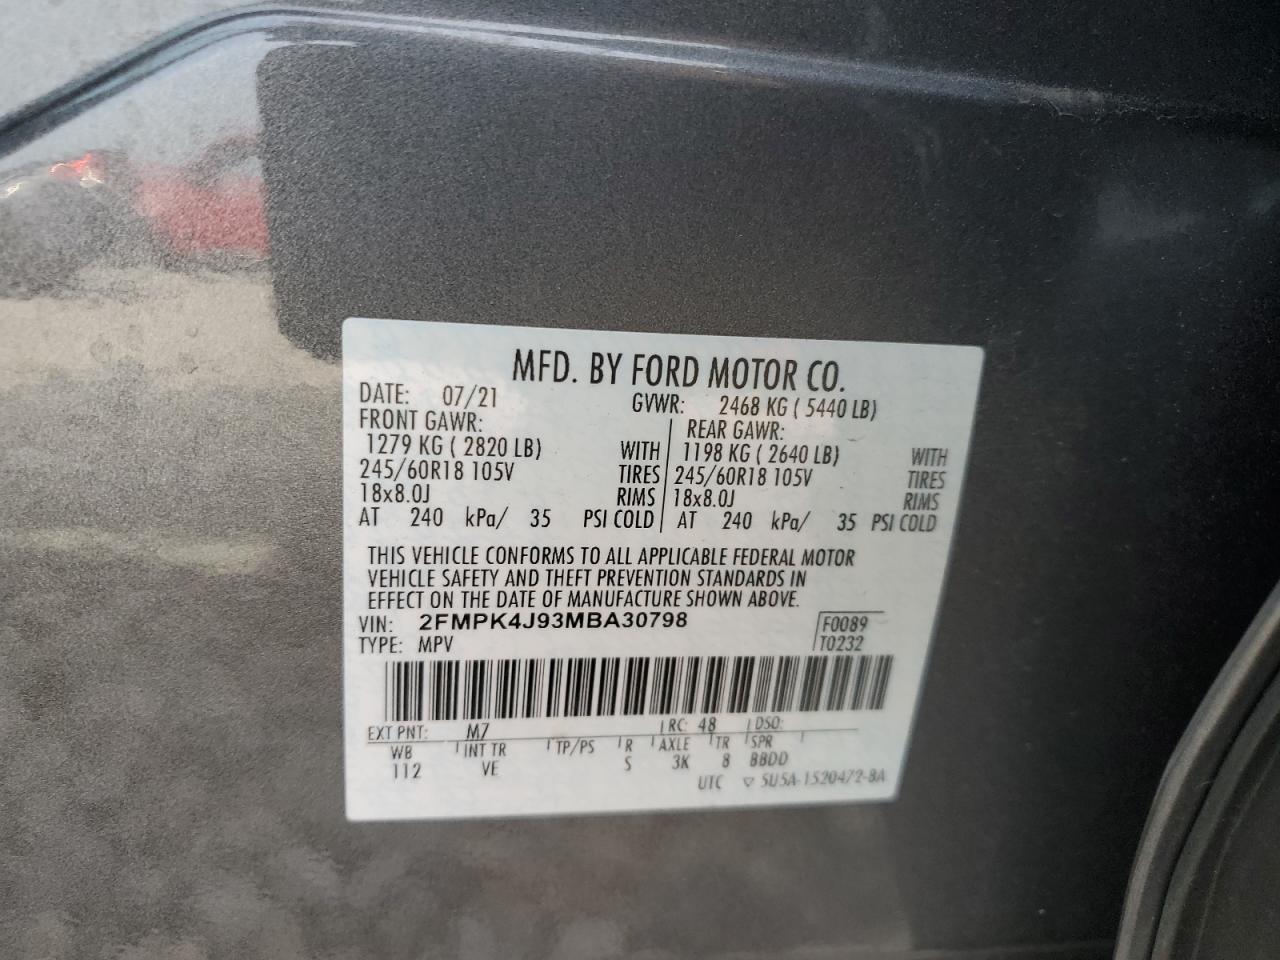 MFD. BY FORD MOTOR CO.
DATE: 07/21 GVWR: 2468 KG ( 5440 LB)
FRONT GAWR: REAR GAWR:
1279 KG ( 2820 LB) WITH 1198 KG ( 2640 LB) WITH
245/60R18 105V TIRES 245/60R18 105V TIRES
18x8.0J RIMS 18x8.0J RIMS
AT 240 kPa/ 35 PSI COLD AT 240 kPa/ 35 PSI COLD
THIS VEHICLE CONFORMS TO ALL APPLICABLE FEDERAL MOTOR
VEHICLE SAFETY AND THEFT PREVENTION STANDARDS IN
EFFECT ON THE DATE OF MANUFACTURE SHOWN ABOVE.
VIN: 2FMPK4J93MBA30798 F0089
TYPE: MPV T0232
EXT PNT: M7 RC: 48 DSO:
WB INT TR TP/PS R AXLE TR SPR
112 VE S 3K 8 BBDD
UTC ▽ 5U5A-1520472-BA